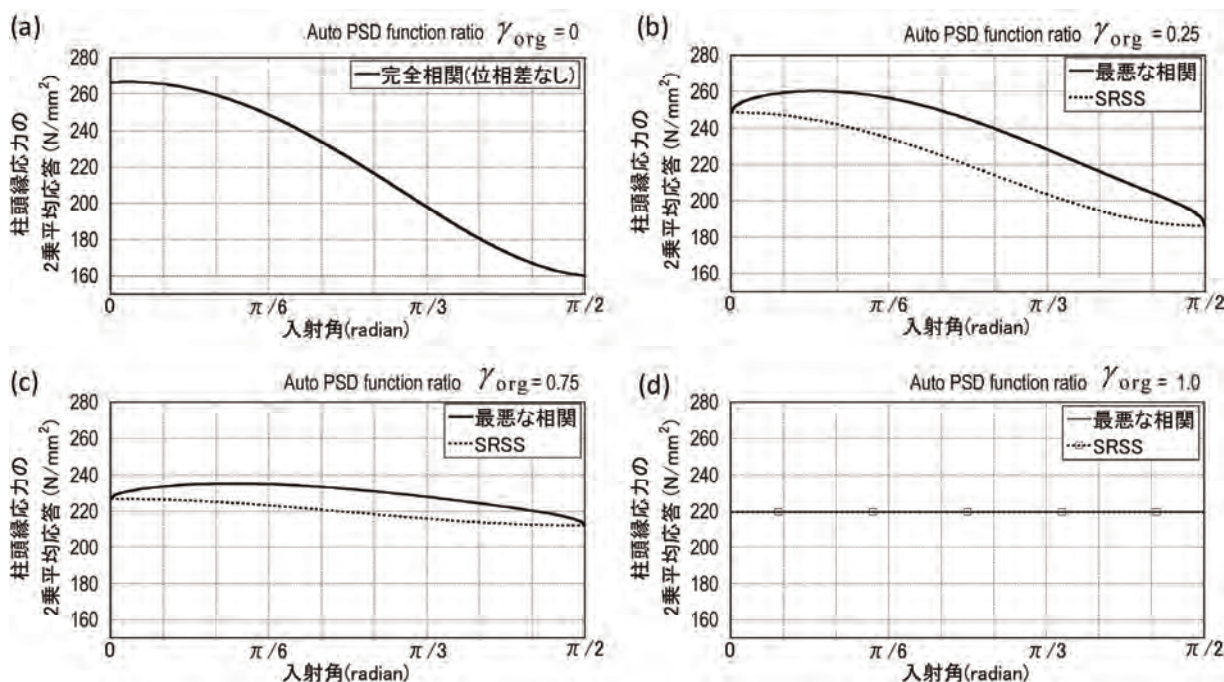 (a)
Auto PSD function ratio γorg = 0
柱頭縁応力の
2乗平均応答 (N/mm²)
280
260
240
220
200
180
160
完全相関(位相差なし)
0
π/6
π/3
π/2
入射角(radian)
(b)
Auto PSD function ratio γorg = 0.25
柱頭縁応力の
2乗平均応答 (N/mm²)
280
260
240
220
200
180
160
最悪な相関
SRSS
0
π/6
π/3
π/2
入射角(radian)
(c)
Auto PSD function ratio γorg = 0.75
柱頭縁応力の
2乗平均応答 (N/mm²)
280
260
240
220
200
180
160
最悪な相関
SRSS
0
π/6
π/3
π/2
入射角(radian)
(d)
Auto PSD function ratio γorg = 1.0
柱頭縁応力の
2乗平均応答 (N/mm²)
280
260
240
220
200
180
160
最悪な相関
SRSS
0
π/6
π/3
π/2
入射角(radian)